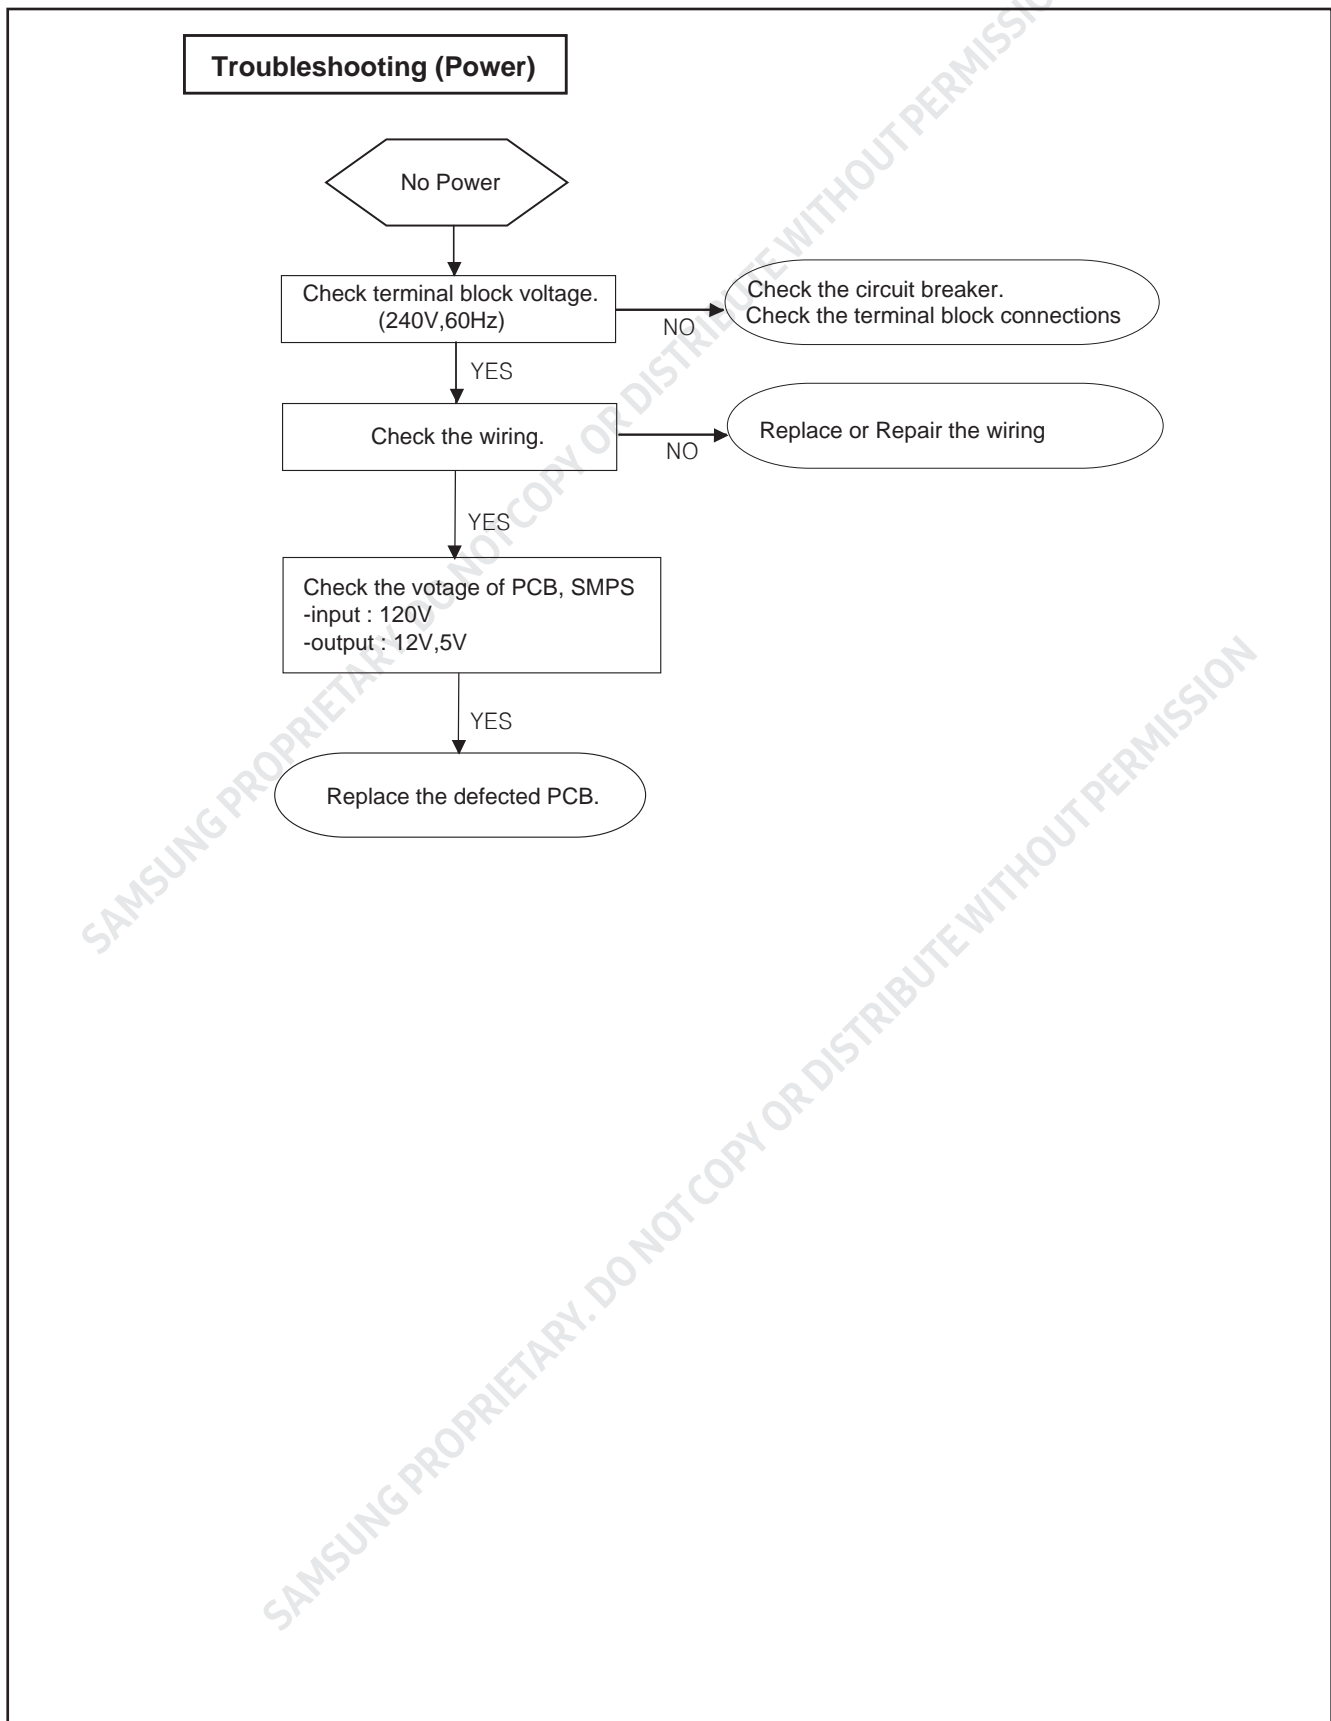 Troubleshooting (Power)
No Power
Check terminal block voltage.
(240V,60Hz)
NO
Check the circuit breaker.
Check the terminal block connections
YES
Check the wiring.
NO
Replace or Repair the wiring
YES
Check the votage of PCB, SMPS
-input : 120V
-output : 12V,5V
YES
Replace the defected PCB.
SAMSUNG PROPRIETARY. DO NOT COPY OR DISTRIBUTE WITHOUT PERMISSION
SAMSUNG PROPRIETARY. DO NOT COPY OR DISTRIBUTE WITHOUT PERMISSION